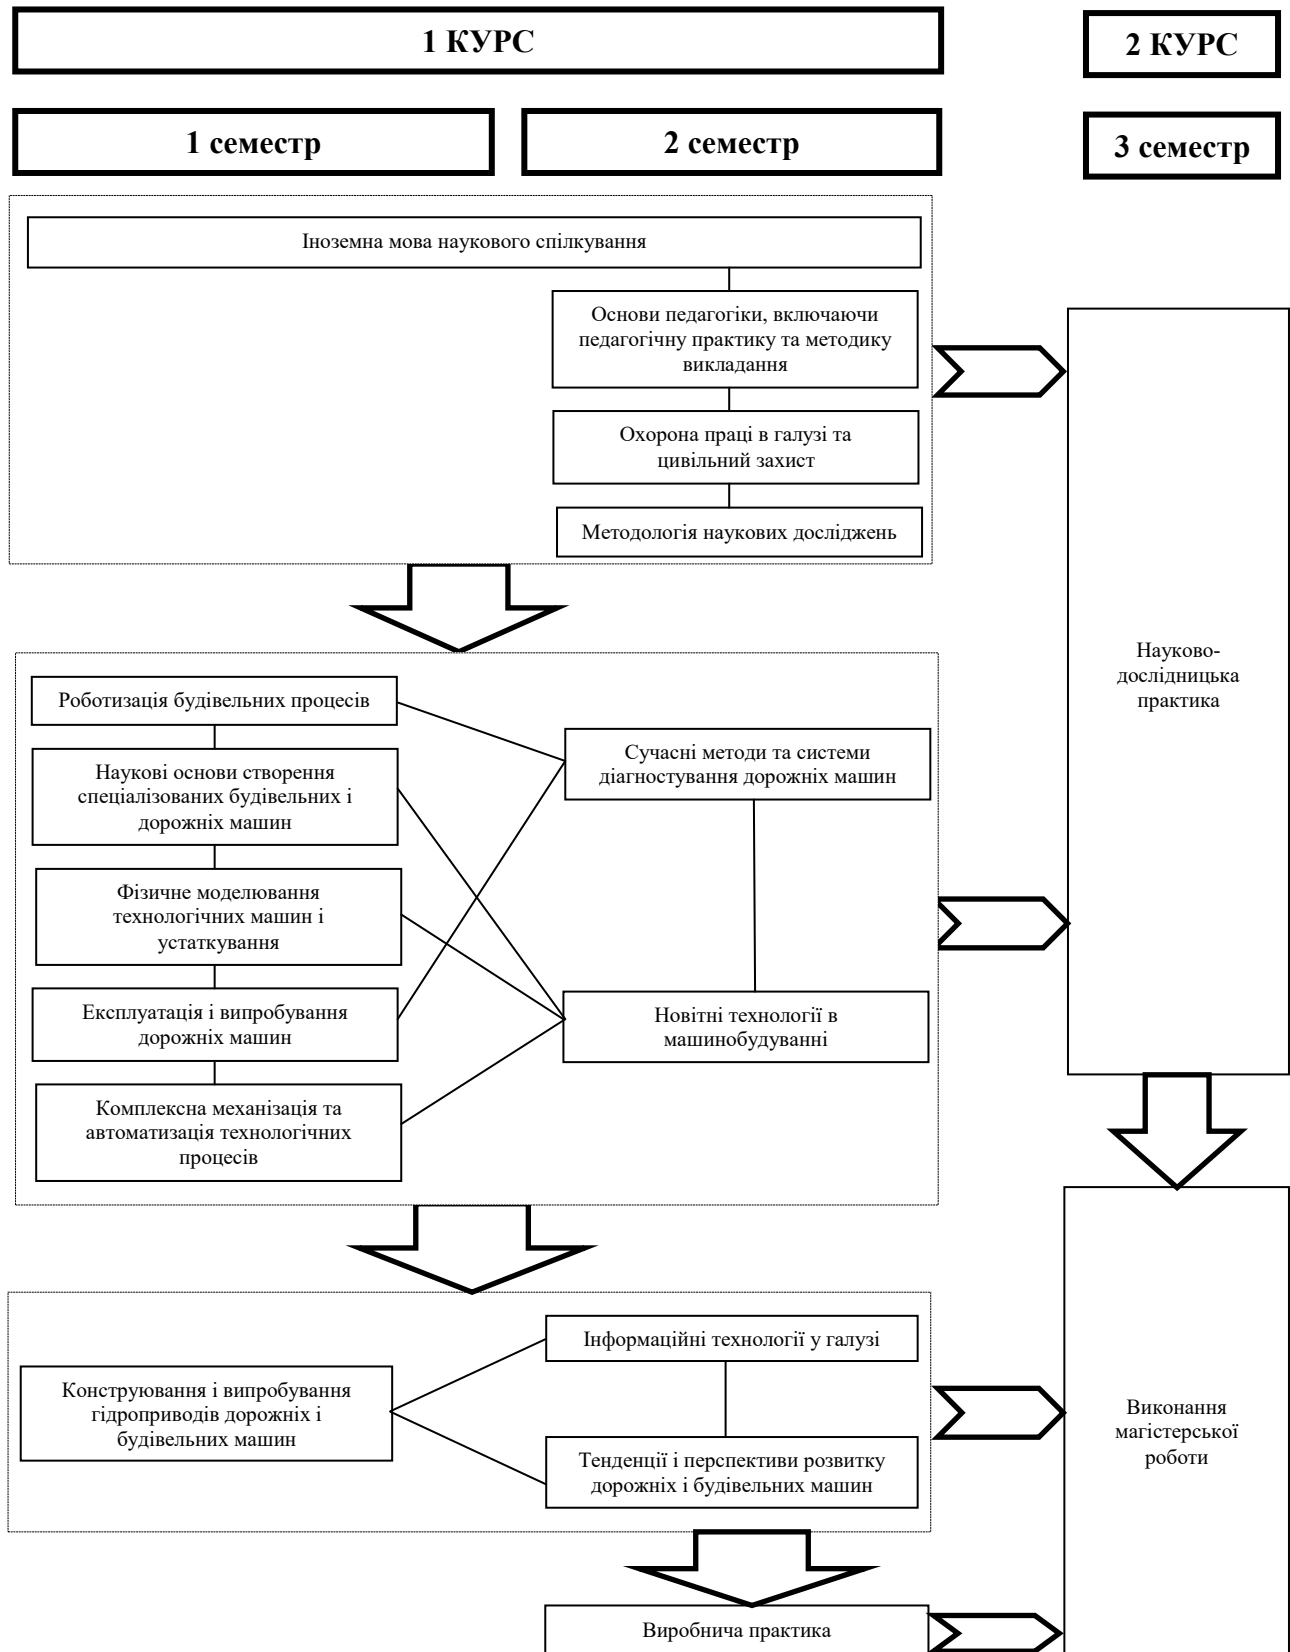 1 КУРС
2 КУРС
1 семестр
2 семестр
3 семестр
Іноземна мова наукового спілкування
Основи педагогіки, включаючи
педагогічну практику та методику
викладання
Охорона праці в галузі та
цивільний захист
Методологія наукових досліджень
Науково-
дослідницька
практика
Роботизація будівельних процесів
Наукові основи створення
спеціалізованих будівельних і
дорожніх машин
Фізичне моделювання
технологічних машин і
устаткування
Експлуатація і випробування
дорожніх машин
Комплексна механізація та
автоматизація технологічних
процесів
Сучасні методи та системи
діагностування дорожніх машин
Новітні технології в
машинобудуванні
Конструювання і випробування
гідроприводів дорожніх і
будівельних машин
Інформаційні технології у галузі
Тенденції і перспективи розвитку
дорожніх і будівельних машин
Виконання
магістерської
роботи
Виробнича практика